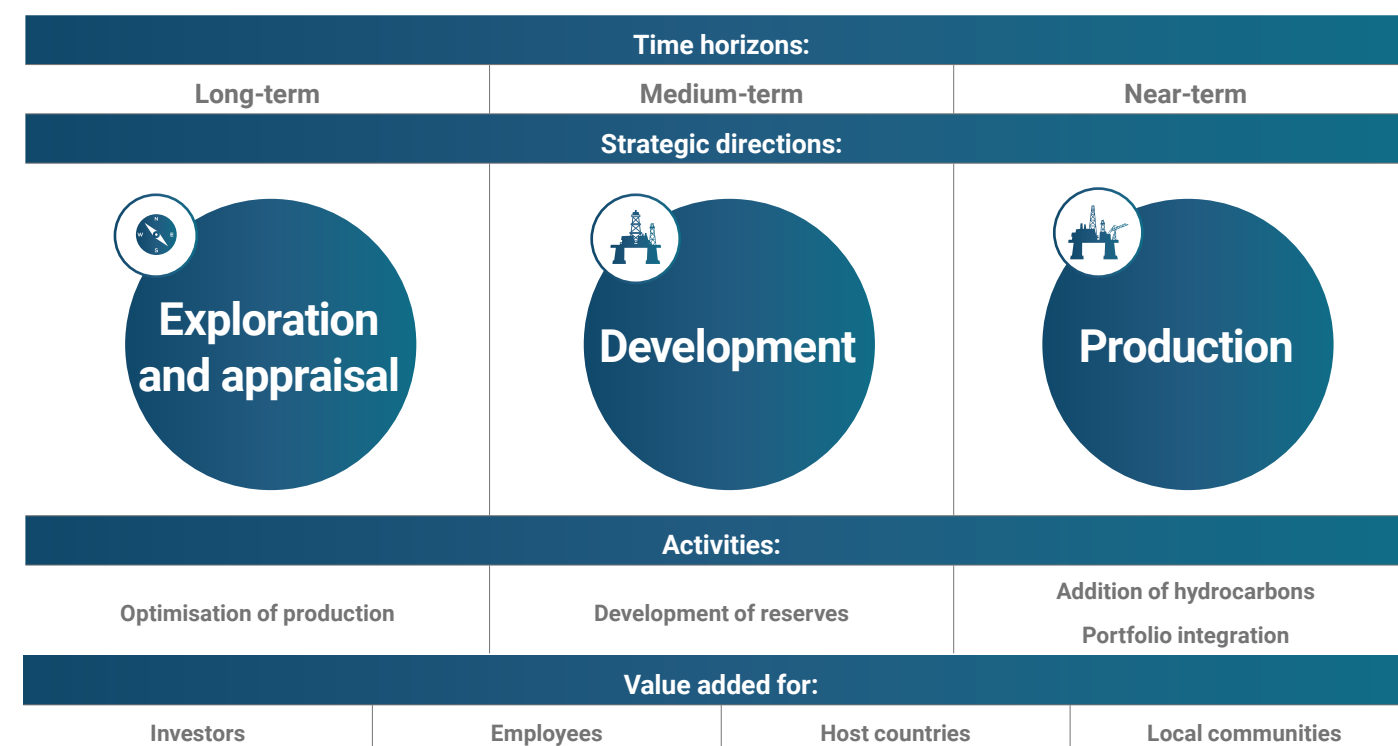 Time horizons:
Long-term
Medium-term
Near-term
Strategic directions:
N
W E
S
Exploration
and appraisal
Development
Production
Activities:
Optimisation of production
Development of reserves
Addition of hydrocarbons
Portfolio integration
Value added for:
Investors
Employees
Host countries
Local communities